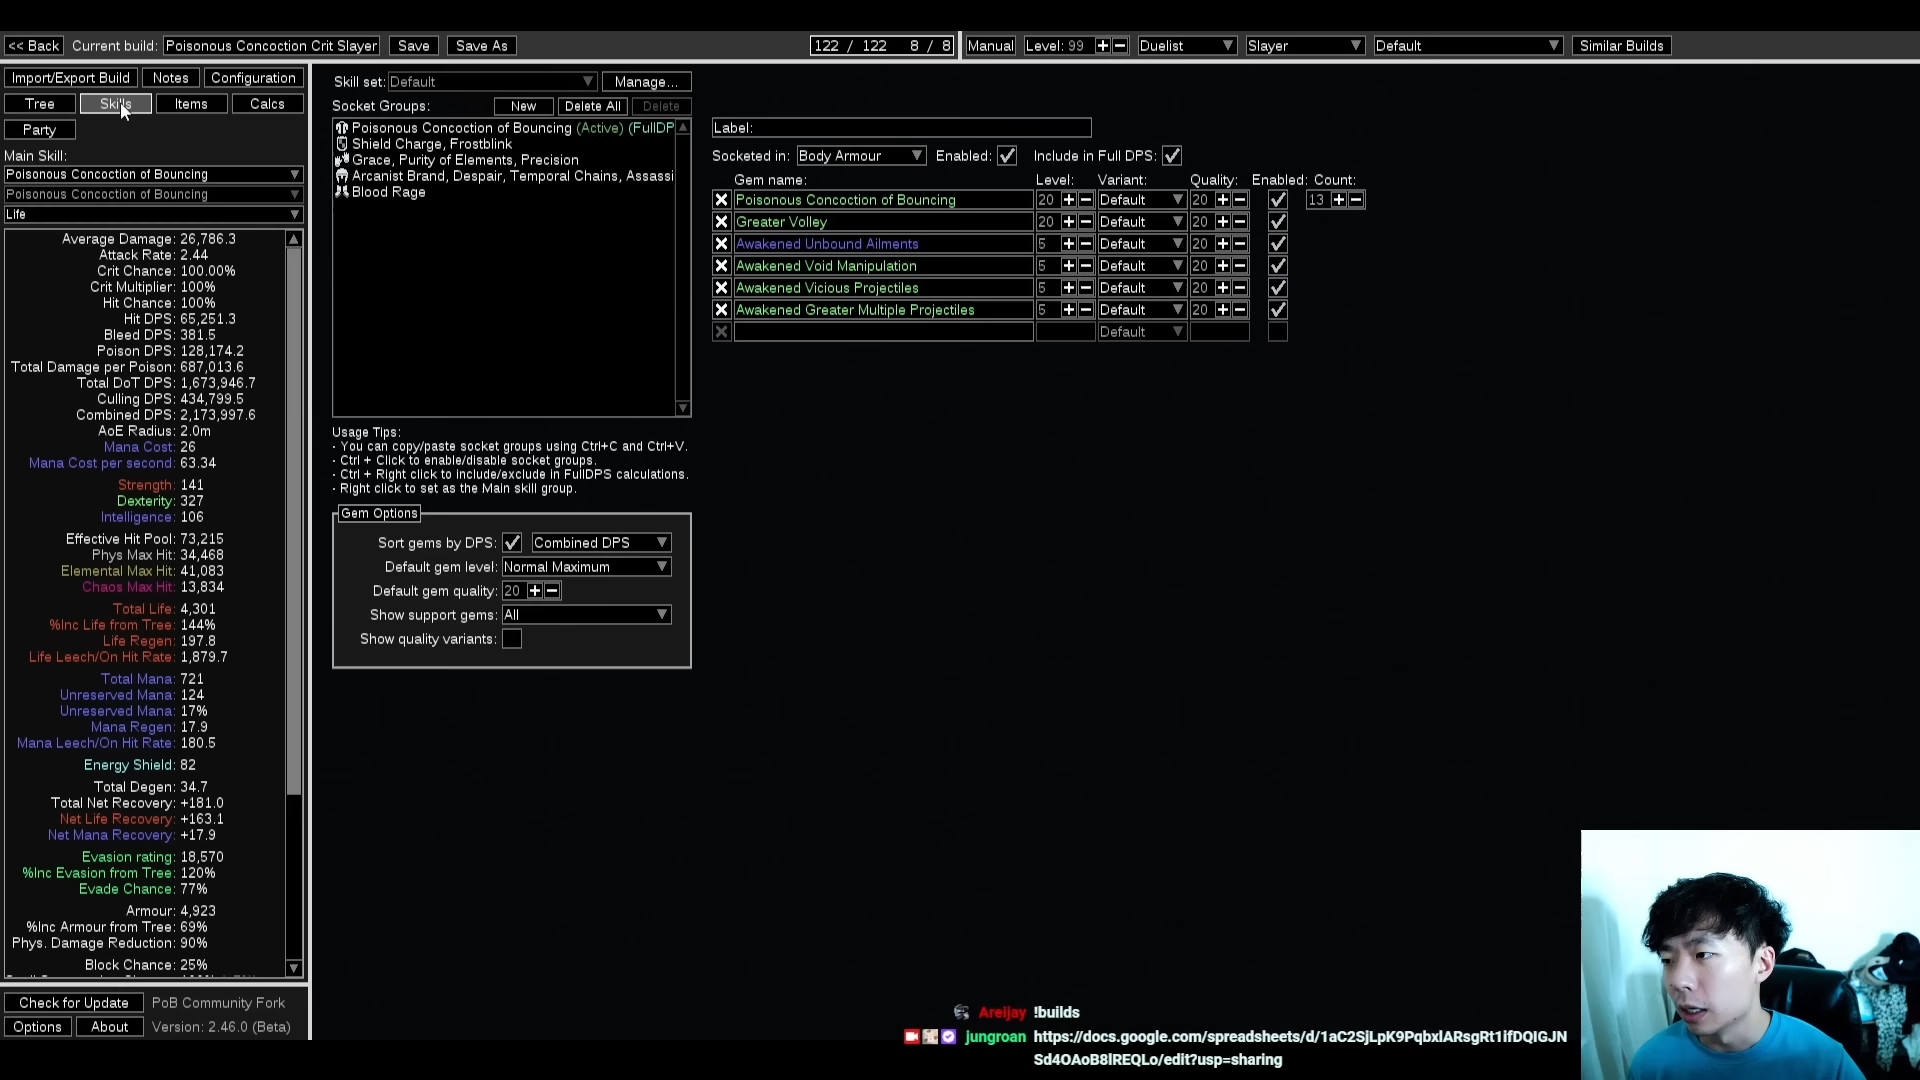 << Back Current build: Poisonous Concoction Crit Slayer Save Save As 122 / 122 8 / 8 Manual Level: 99 Duelist Slayer Default Similar Builds
Import/Export Build Notes Configuration
Tree Skills Items Calcs
Party
Main Skill:
Poisonous Concoction of Bouncing
Poisonous Concoction of Bouncing
Life
Average Damage: 26,786.3
Attack Rate: 2.44
Crit Chance: 100.00%
Crit Multiplier: 100%
Hit Chance: 100%
Hit DPS: 65,251.3
Bleed DPS: 381.5
Poison DPS: 128,174.2
Total Damage per Poison: 687,013.6
Total DoT DPS: 1,673,946.7
Culling DPS: 434,799.5
Combined DPS: 2,173,997.6
AoE Radius: 2.0m
Mana Cost: 26
Mana Cost per second: 63.34
Strength: 141
Dexterity: 327
Intelligence: 106
Effective Hit Pool: 73,215
Phys Max Hit: 34,468
Elemental Max Hit: 41,083
Chaos Max Hit: 13,834
Total Life: 4,301
%Inc Life from Tree: 144%
Life Regen: 197.8
Life Leech/On Hit Rate: 1,879.7
Total Mana: 721
Unreserved Mana: 124
Unreserved Mana: 17%
Mana Regen: 17.9
Mana Leech/On Hit Rate: 180.5
Energy Shield: 82
Total Degen: 34.7
Total Net Recovery: +181.0
Net Life Recovery: +163.1
Net Mana Recovery: +17.9
Evasion rating: 18,570
%Inc Evasion from Tree: 120%
Evade Chance: 77%
Armour: 4,923
%Inc Armour from Tree: 69%
Phys. Damage Reduction: 90%
Block Chance: 25%
Check for Update PoB Community Fork
Options About Version: 2.46.0 (Beta)
Skill set: Default Manage...
Socket Groups: New Delete All Delete
Poisonous Concoction of Bouncing (Active) (FullDP
Shield Charge, Frostblink
Grace, Purity of Elements, Precision
Arcanist Brand, Despair, Temporal Chains, Assassi
Blood Rage
Usage Tips:
- You can copy/paste socket groups using Ctrl+C and Ctrl+V.
- Ctrl + Click to enable/disable socket groups.
- Ctrl + Right click to include/exclude in FullDPS calculations.
- Right click to set as the Main skill group.
Gem Options
Sort gems by DPS: Combined DPS
Default gem level: Normal Maximum
Default gem quality: 20
Show support gems: All
Show quality variants:
Label:
Socketed in: Body Armour Enabled: Include in Full DPS:
Gem name: Level: Variant: Quality: Enabled: Count:
Poisonous Concoction of Bouncing 20 Default 20 13
Greater Volley 20 Default 20
Awakened Unbound Ailments 5 Default 20
Awakened Void Manipulation 5 Default 20
Awakened Vicious Projectiles 5 Default 20
Awakened Greater Multiple Projectiles 5 Default 20
Default
Areijay !builds
jungroan https://docs.google.com/spreadsheets/d/1aC2SjLpK9PqbxlARsgRt1ifDQIGJN
Sd4OAoB8lREQLo/edit?usp=sharing